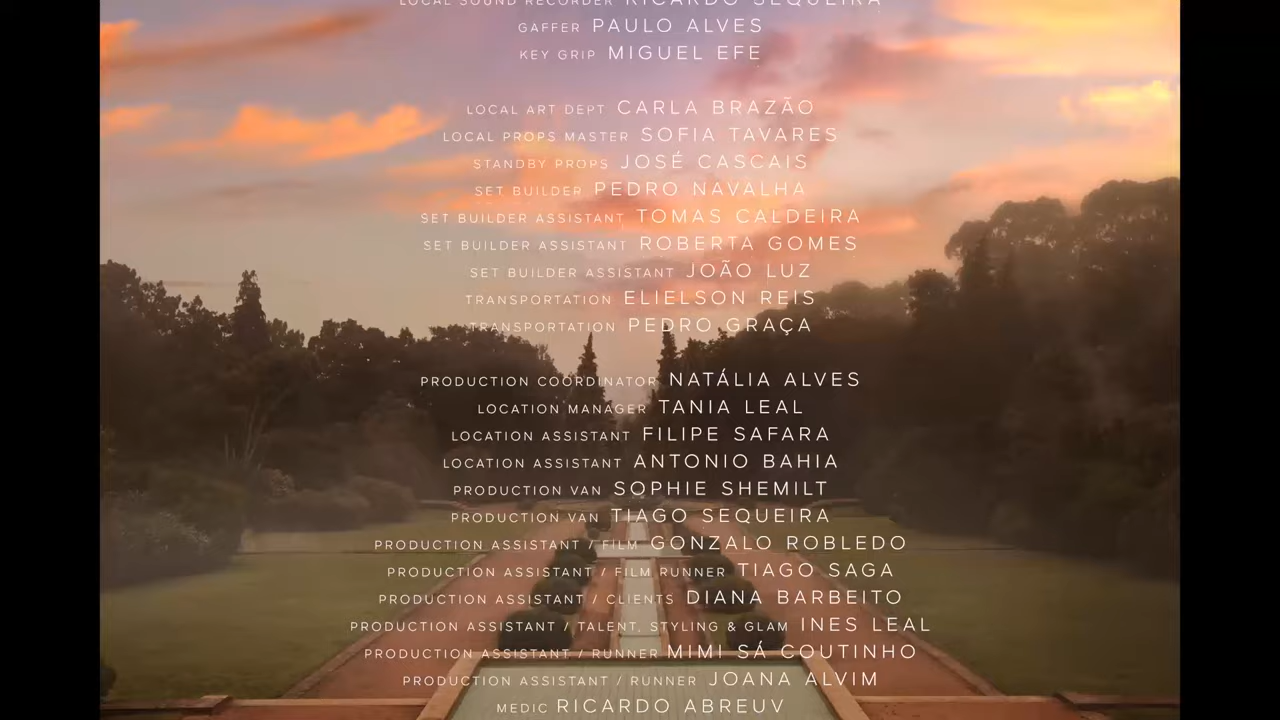 LOCAL SOUND RECORDER RICARDO SEQUEIRA
GAFFER PAULO ALVES
KEY GRIP MIGUEL EFE
LOCAL ART DEPT CARLA BRAZÃO
LOCAL PROPS MASTER SOFIA TAVARES
STANDBY PROPS JOSÉ CASCAIS
SET BUILDER PEDRO NAVALHA
SET BUILDER ASSISTANT TOMAS CALDEIRA
SET BUILDER ASSISTANT ROBERTA GOMES
SET BUILDER ASSISTANT JOÃO LUZ
TRANSPORTATION ELIELSON REIS
TRANSPORTATION PEDRO GRAÇA
PRODUCTION COORDINATOR NATÁLIA ALVES
LOCATION MANAGER TANIA LEAL
LOCATION ASSISTANT FILIPE SAFARA
LOCATION ASSISTANT ANTONIO BAHIA
PRODUCTION VAN SOPHIE SHEMILT
PRODUCTION VAN TIAGO SEQUEIRA
PRODUCTION ASSISTANT / FILM GONZALO ROBLEDO
PRODUCTION ASSISTANT / FILM RUNNER TIAGO SAGA
PRODUCTION ASSISTANT / CLIENTS DIANA BARBEITO
PRODUCTION ASSISTANT / TALENT, STYLING & GLAM INES LEAL
PRODUCTION ASSISTANT / RUNNER MIMI SÁ COUTINHO
PRODUCTION ASSISTANT / RUNNER JOANA ALVIM
MEDIC RICARDO ABREUV